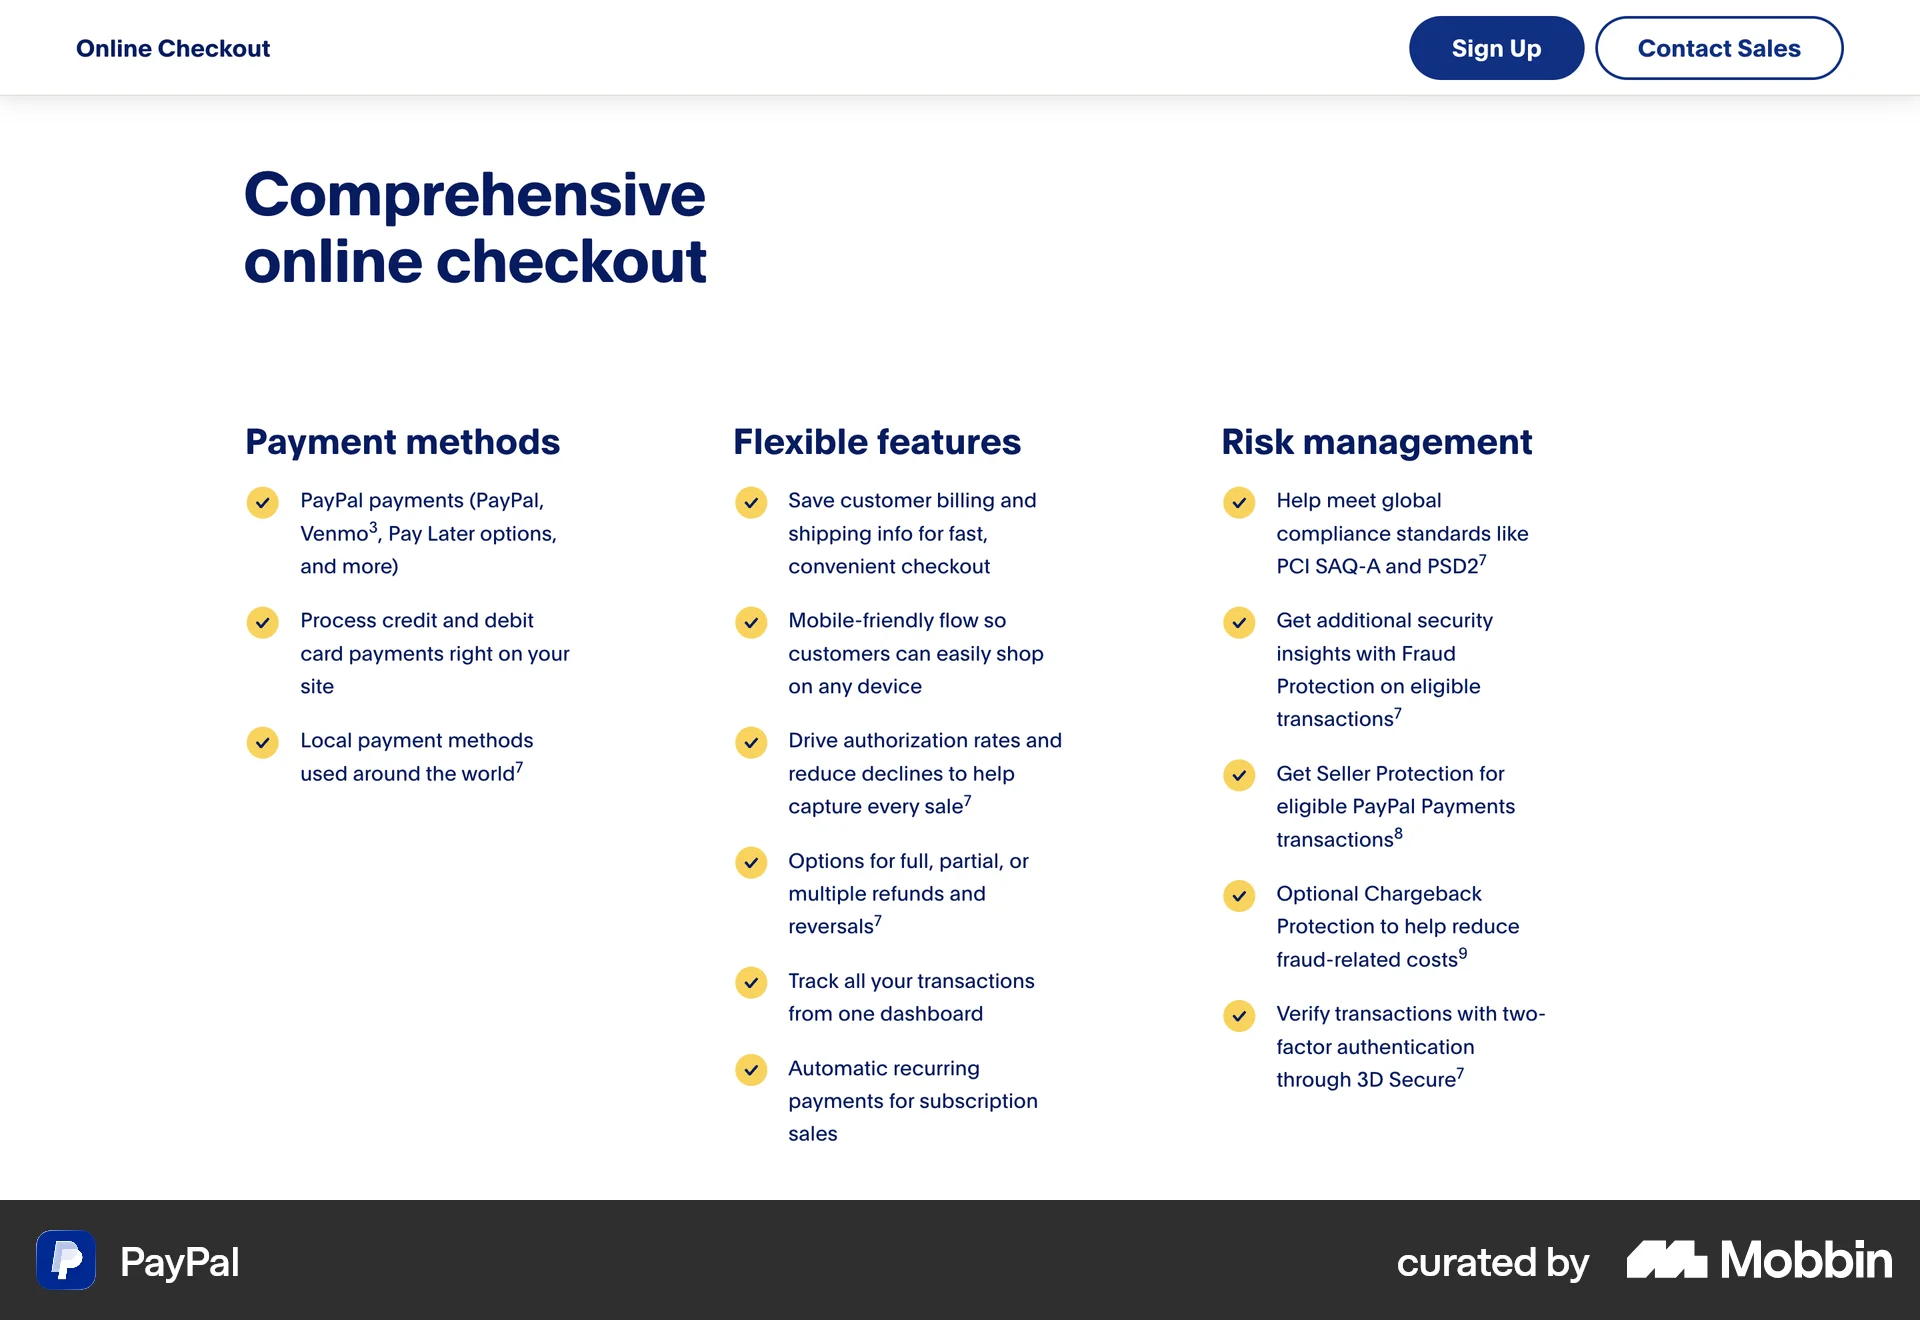 Online Checkout
Sign Up
Contact Sales
Comprehensive
online checkout
Payment methods
PayPal payments (PayPal,
Venmo³, Pay Later options,
and more)
Process credit and debit
card payments right on your
site
Local payment methods
used around the world⁷
Flexible features
Save customer billing and
shipping info for fast,
convenient checkout
Mobile-friendly flow so
customers can easily shop
on any device
Drive authorization rates and
reduce declines to help
capture every sale⁷
Options for full, partial, or
multiple refunds and
reversals⁷
Track all your transactions
from one dashboard
Automatic recurring
payments for subscription
sales
Risk management
Help meet global
compliance standards like
PCI SAQ-A and PSD2⁷
Get additional security
insights with Fraud
Protection on eligible
transactions⁷
Get Seller Protection for
eligible PayPal Payments
transactions⁸
Optional Chargeback
Protection to help reduce
fraud-related costs⁹
Verify transactions with two-
factor authentication
through 3D Secure⁷
PayPal
curated by
Mobbin